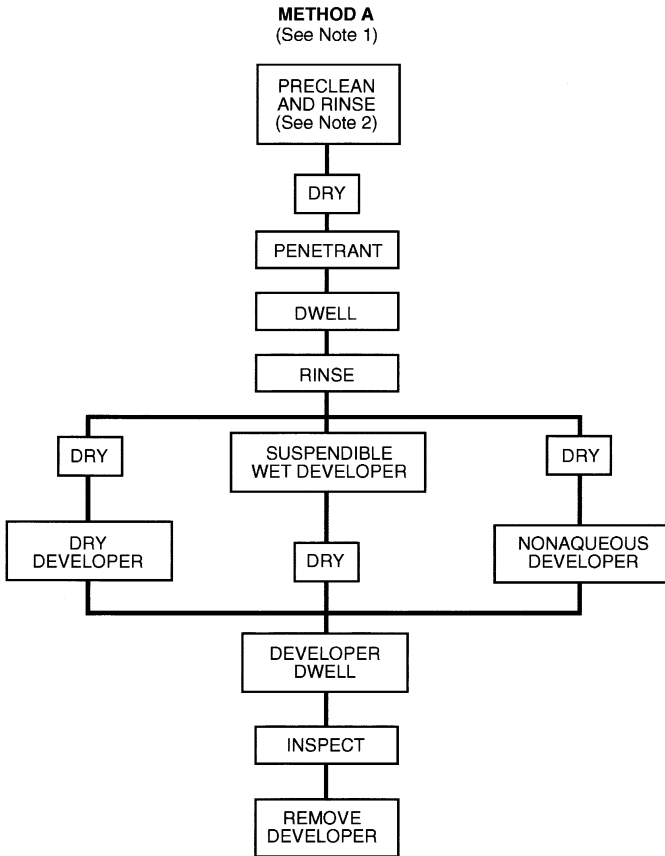 METHOD A
(See Note 1)
PRECLEAN
AND RINSE
(See Note 2)
DRY
PENETRANT
DWELL
RINSE
DRY
SUSPENDIBLE
WET DEVELOPER
DRY
DRY
DEVELOPER
DRY
NONAQUEOUS
DEVELOPER
DEVELOPER
DWELL
INSPECT
REMOVE
DEVELOPER